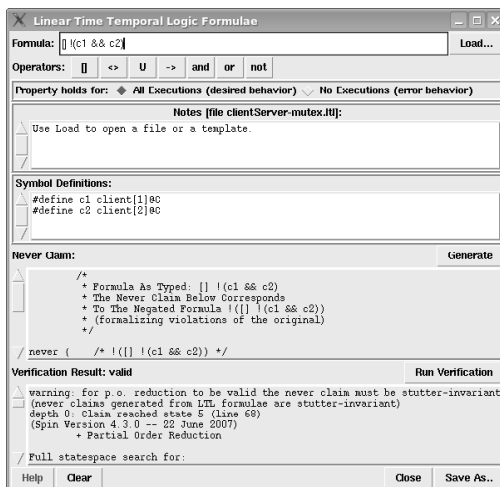 Linear Time Temporal Logic Formulae
Formula: [] !(c1 && c2) Load...
Operators: [] <> U -> and or not
Property holds for: All Executions (desired behavior) No Executions (error behavior)
Notes [file clientServer-mutex.ltl]:
Use Load to open a file or a template.
Symbol Definitions:
#define c1 client[1]@C
#define c2 client[2]@C
Never Claim: Generate
/*
* Formula As Typed: [] !(c1 && c2)
* The Never Claim Below Corresponds
* To The Negated Formula !([] !(c1 && c2))
* (formalizing violations of the original)
*/
never { /* !([] !(c1 && c2)) */
Verification Result: valid Run Verification
warning: for p.o. reduction to be valid the never claim must be stutter-invariant
(never claims generated from LTL formulae are stutter-invariant)
depth 0: Claim reached state 5 (line 68)
(Spin Version 4.3.0 -- 22 June 2007)
+ Partial Order Reduction
Full statespace search for:
Help Clear Close Save As..